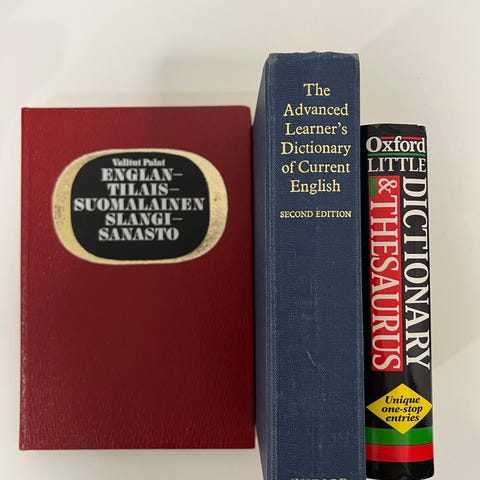 Valitut Palat
ENGLAN-
TILAIS-
SUOMALAINEN
SLANGI-
SANASTO
The
Advanced
Learner's
Dictionary
of Current
English
SECOND EDITION
Oxford
LITTLE
DICTIONARY
& THESAURUS
Unique
one-stop
entries